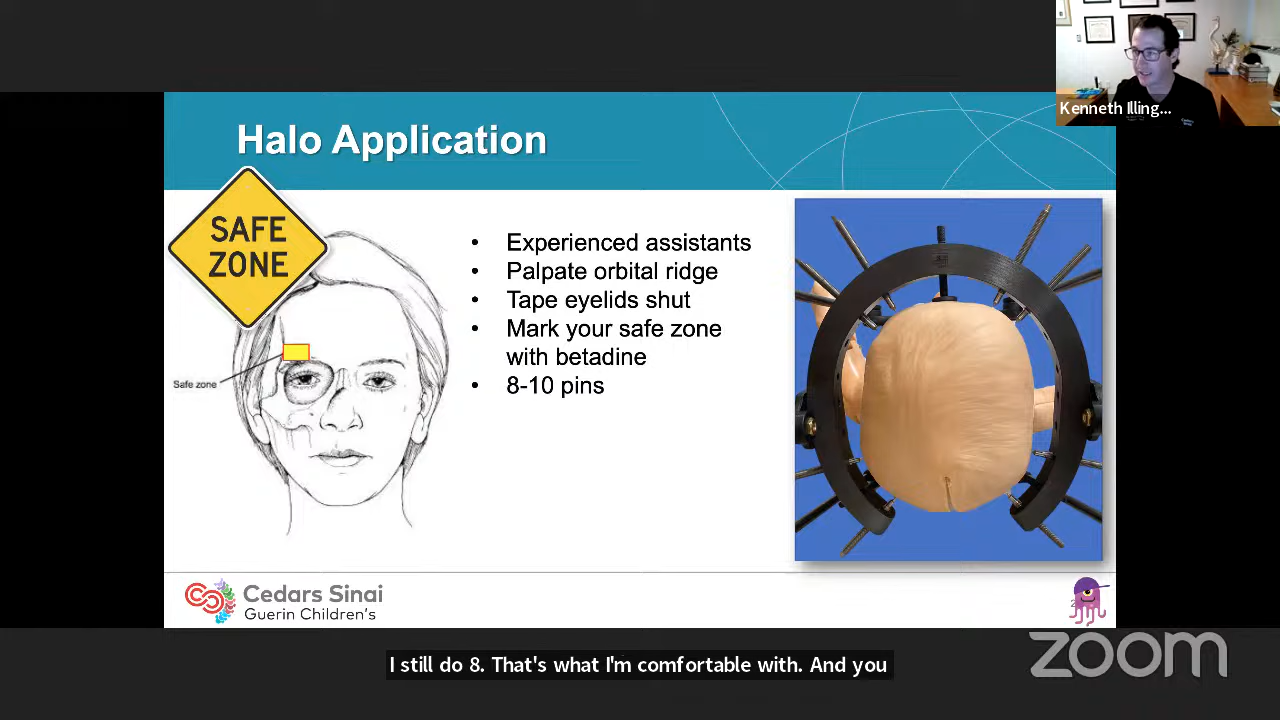 Kenneth Illing...
Halo Application
SAFE
ZONE
Experienced assistants
Palpate orbital ridge
Tape eyelids shut
Mark your safe zone
with betadine
8-10 pins
Safe zone
Cedars Sinai
Guerin Children's
zoom
I still do 8. That's what I'm comfortable with. And you